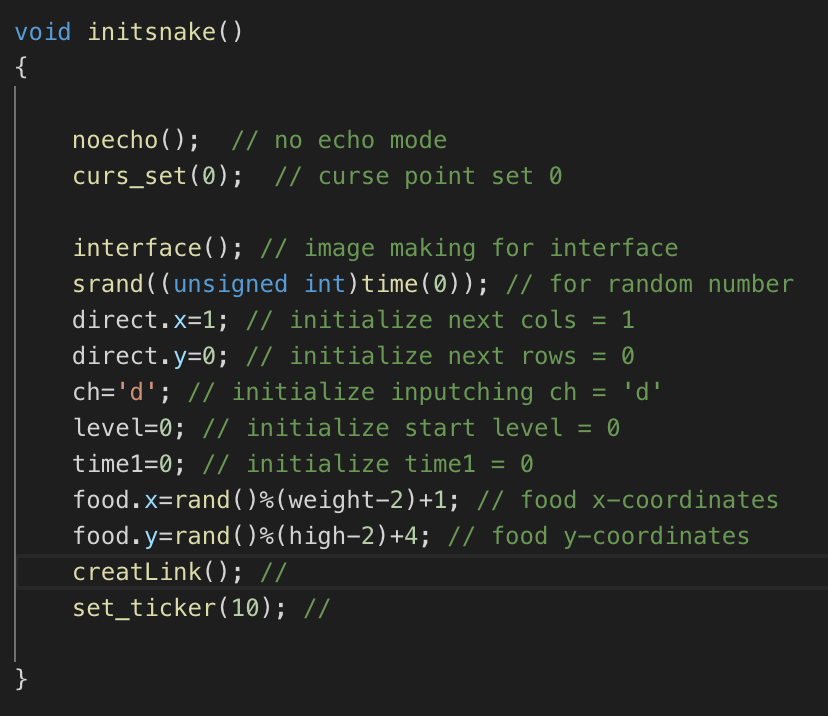 void initsnake()
{
noecho();  // no echo mode
curs_set(0);  // curse point set 0
interface(); // image making for interface
srand((unsigned int)time(0)); // for random number
direct.x=1; // initialize next cols = 1
direct.y=0; // initialize next rows = 0
ch='d'; // initialize inputching ch = 'd'
level=0; // initialize start level = 0
time1=0; // initialize time1 = 0
food.x=rand()%(weight-2)+1; // food x-coordinates
food.y=rand()%(high-2)+4; // food y-coordinates
creatLink(); //
set_ticker(10); //
}